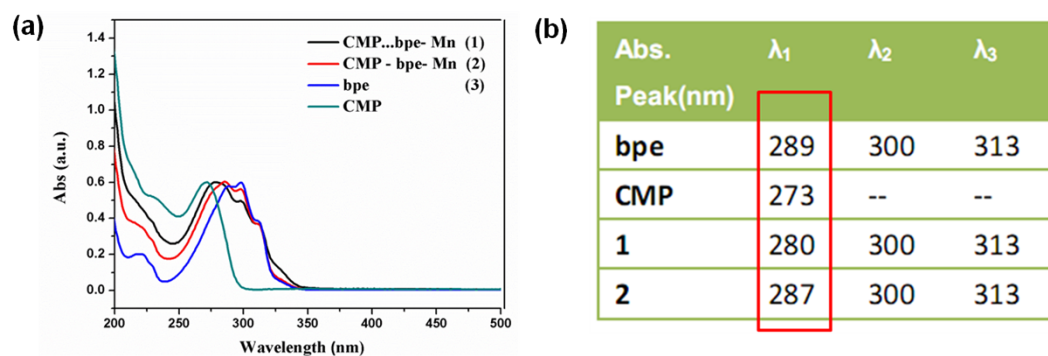 (a)
1.4
1.2
1.0
0.8
0.6
0.4
0.2
0.0
Abs (a.u.)
200 250 300 350 400 450 500
Wavelength (nm)
CMP...bpe- Mn (1)
CMP - bpe- Mn (2)
bpe (3)
CMP
(b)
Abs. λ1 λ2 λ3
Peak(nm)
bpe 289 300 313
CMP 273 -- --
1 280 300 313
2 287 300 313